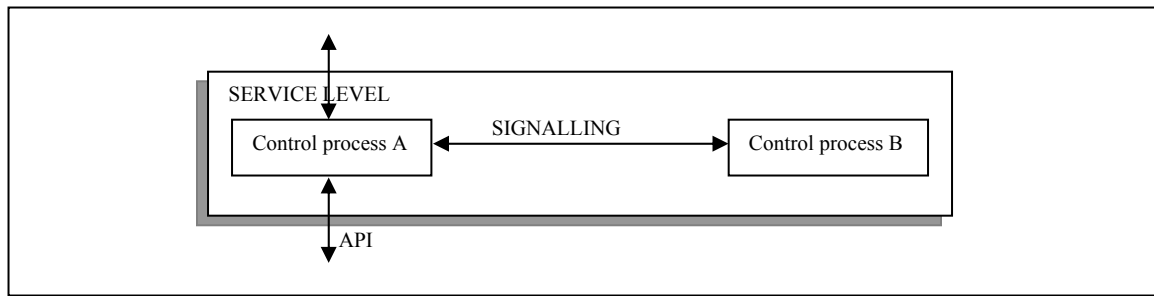 SERVICE LEVEL
Control process A
SIGNALLING
Control process B
API